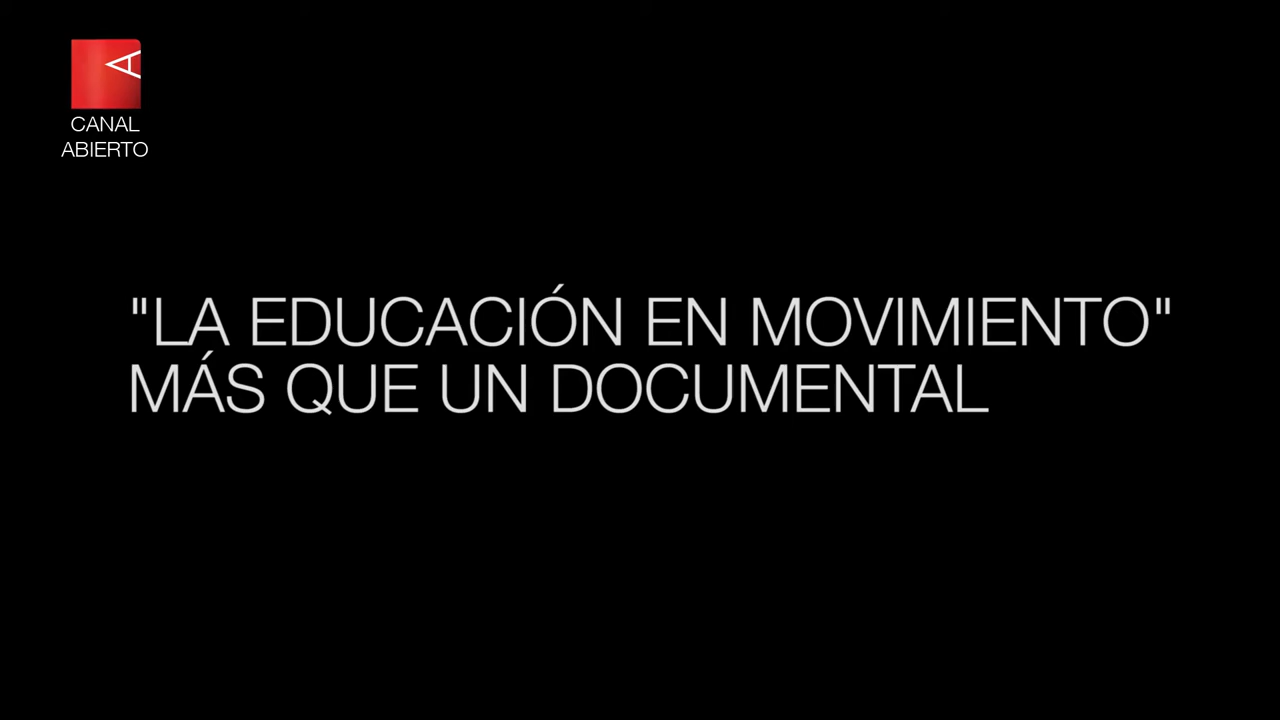 CANAL
ABIERTO
"LA EDUCACIÓN EN MOVIMIENTO"
MÁS QUE UN DOCUMENTAL